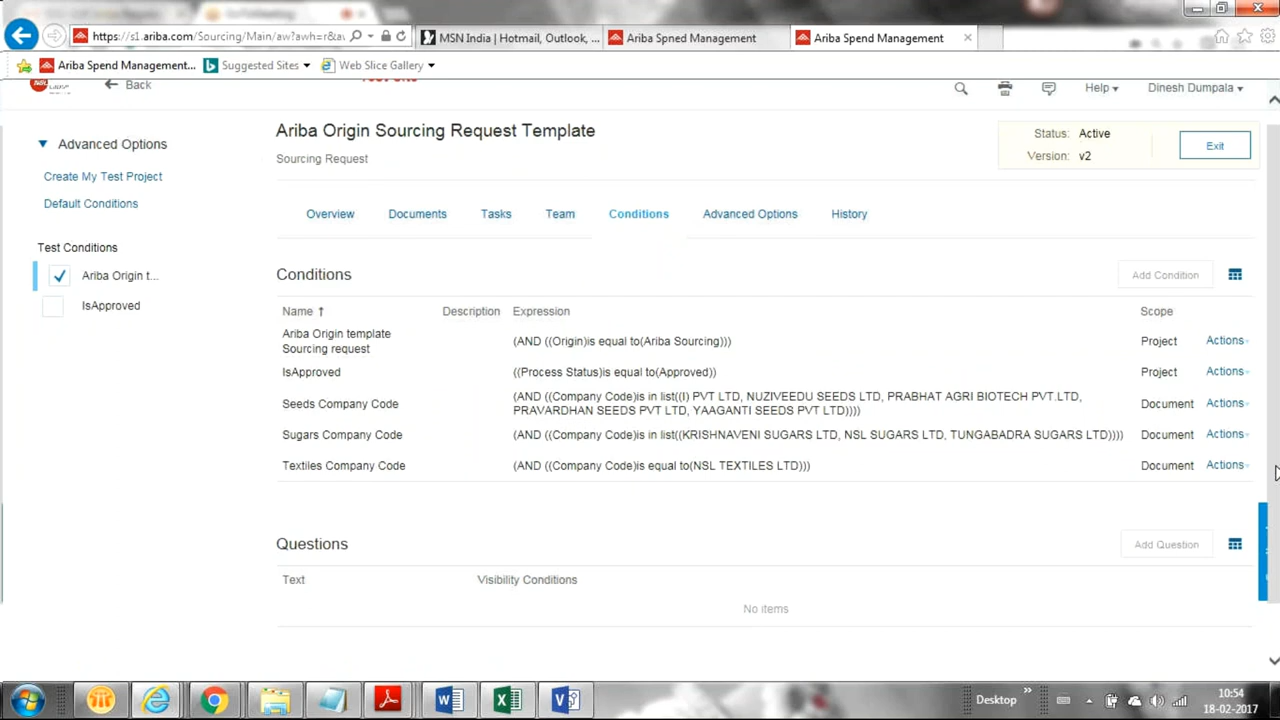 https://s1.ariba.com/Sourcing/Main/aw?awh=r&a
MSN India | Hotmail, Outlook, ...
Ariba Spned Management
Ariba Spend Management
Ariba Spend Management...
Suggested Sites
Web Slice Gallery
Back
Help
Dinesh Dumpala
Advanced Options
Create My Test Project
Default Conditions
Test Conditions
Ariba Origin t...
IsApproved
Ariba Origin Sourcing Request Template
Sourcing Request
Status: Active
Version: v2
Exit
Overview Documents Tasks Team Conditions Advanced Options History
Conditions
Add Condition
Name ↑ Description Expression Scope
Ariba Origin template
Sourcing request
(AND ((Origin)is equal to(Ariba Sourcing))) Project Actions
IsApproved ((Process Status)is equal to(Approved)) Project Actions
Seeds Company Code
(AND ((Company Code)is in list((I) PVT LTD, NUZIVEEDU SEEDS LTD, PRABHAT AGRI BIOTECH PVT.LTD,
PRAVARDHAN SEEDS PVT LTD, YAAGANTI SEEDS PVT LTD))))
Document Actions
Sugars Company Code (AND ((Company Code)is in list((KRISHNAVENI SUGARS LTD, NSL SUGARS LTD, TUNGABADRA SUGARS LTD)))) Document Actions
Textiles Company Code (AND ((Company Code)is equal to(NSL TEXTILES LTD))) Document Actions
Questions
Add Question
Text Visibility Conditions
No items
Desktop
10:54
18-02-2017